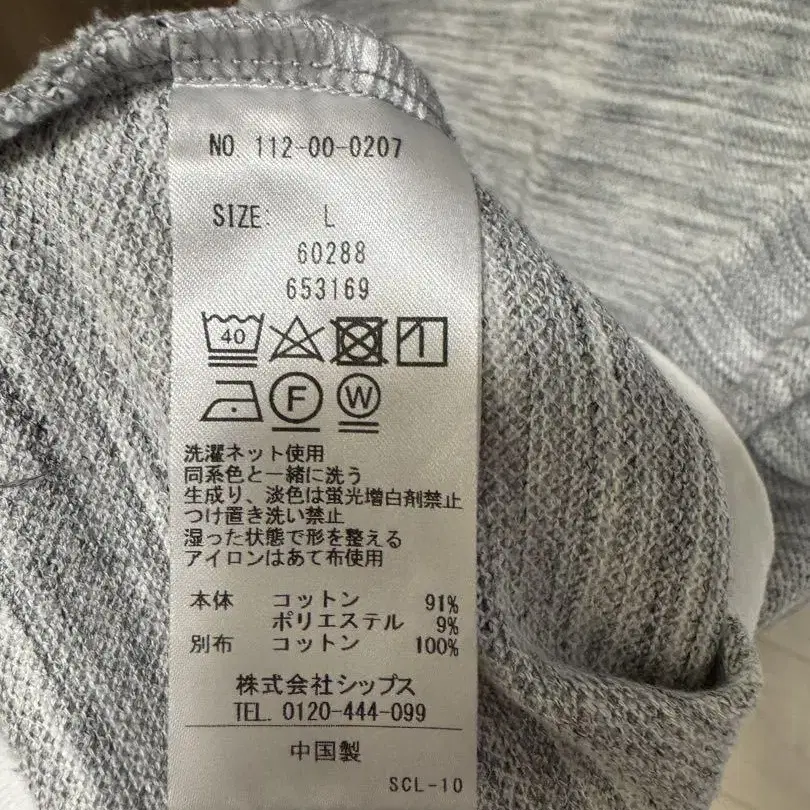 NO. 112-00-0207
SIZE: L
60288
653169
40
F W
洗濯ネット使用
同系色と一緒に洗う
生成り、淡色は蛍光増白剤禁止
つけ置き洗い禁止
湿った状態で形を整える
アイロンはあて布使用
本体 コットン 91%
ポリエステル 9%
別布 コットン 100%
株式会社シップス
TEL. 0120-444-099
中国製
SCL-10